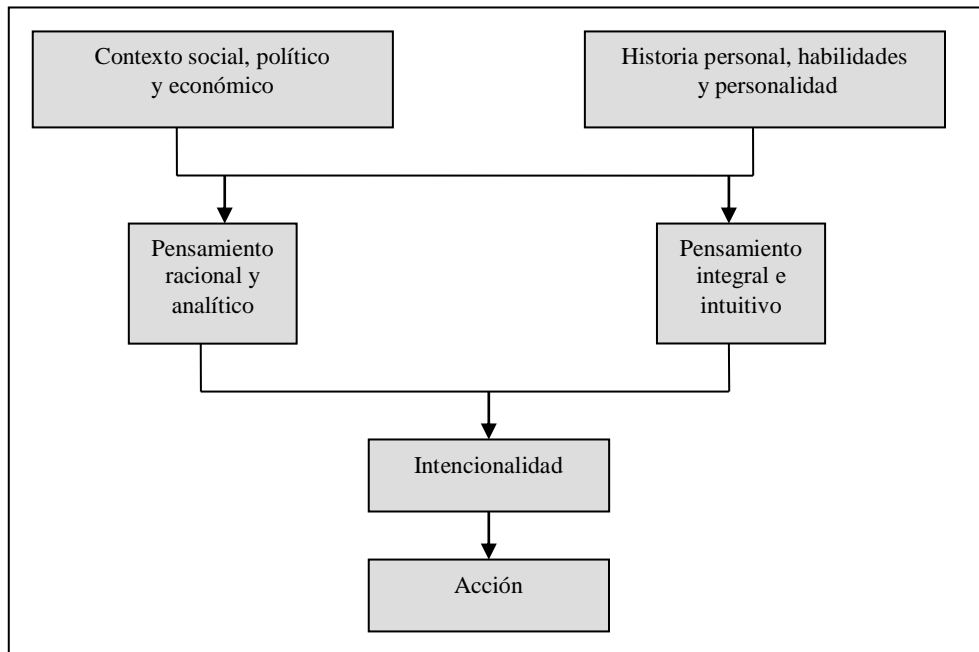 Contexto social, político
y económico
Historia personal, habilidades
y personalidad
Pensamiento
racional y
analítico
Pensamiento
integral e
intuitivo
Intencionalidad
Acción